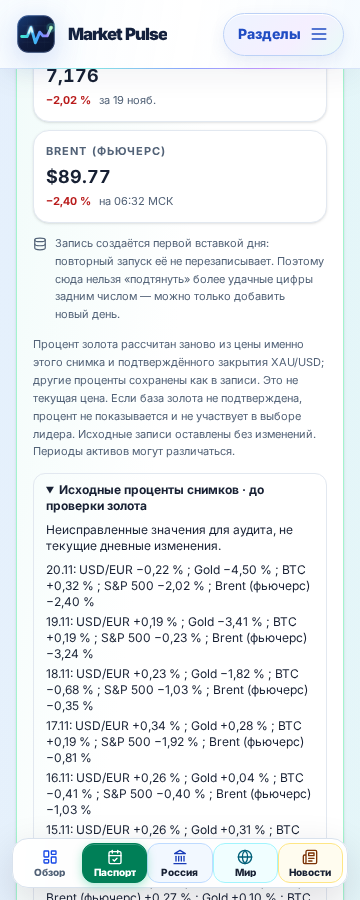 Market Pulse
Разделы
7,176
−2,02 % за 19 нояб.
BRENT (ФЬЮЧЕРС)
$89.77
−2,40 % на 06:32 МСК
Запись создаётся первой вставкой дня:
повторный запуск её не перезаписывает. Поэтому
сюда нельзя «подтянуть» более удачные цифры
задним числом — можно только добавить
новый день.
Процент золота рассчитан заново из цены именно
этого снимка и подтверждённого закрытия XAU/USD;
другие проценты сохранены как в записи. Это не
текущая цена. Если база золота не подтверждена,
процент не показывается и не участвует в выборе
лидера. Исходные записи оставлены без изменений.
Периоды активов могут различаться.
▼ Исходные проценты снимков · до
проверки золота
Неисправленные значения для аудита, не
текущие дневные изменения.
20.11: USD/EUR −0,22 % ; Gold −4,50 % ; BTC
+0,32 % ; S&P 500 −2,02 % ; Brent (фьючерс)
−2,40 %
19.11: USD/EUR +0,19 % ; Gold −3,41 % ; BTC
+0,19 % ; S&P 500 −0,23 % ; Brent (фьючерс)
−3,24 %
18.11: USD/EUR +0,23 % ; Gold −1,82 % ; BTC
−0,68 % ; S&P 500 −1,03 % ; Brent (фьючерс)
−0,35 %
17.11: USD/EUR +0,34 % ; Gold +0,28 % ; BTC
+0,19 % ; S&P 500 −1,92 % ; Brent (фьючерс)
−0,81 %
16.11: USD/EUR +0,26 % ; Gold +0,04 % ; BTC
−0,41 % ; S&P 500 −0,40 % ; Brent (фьючерс)
−1,03 %
15.11: USD/EUR +0,26 % ; Gold +0,31 % ; BTC
Обзор
Паспорт
Россия
Мир
Новости